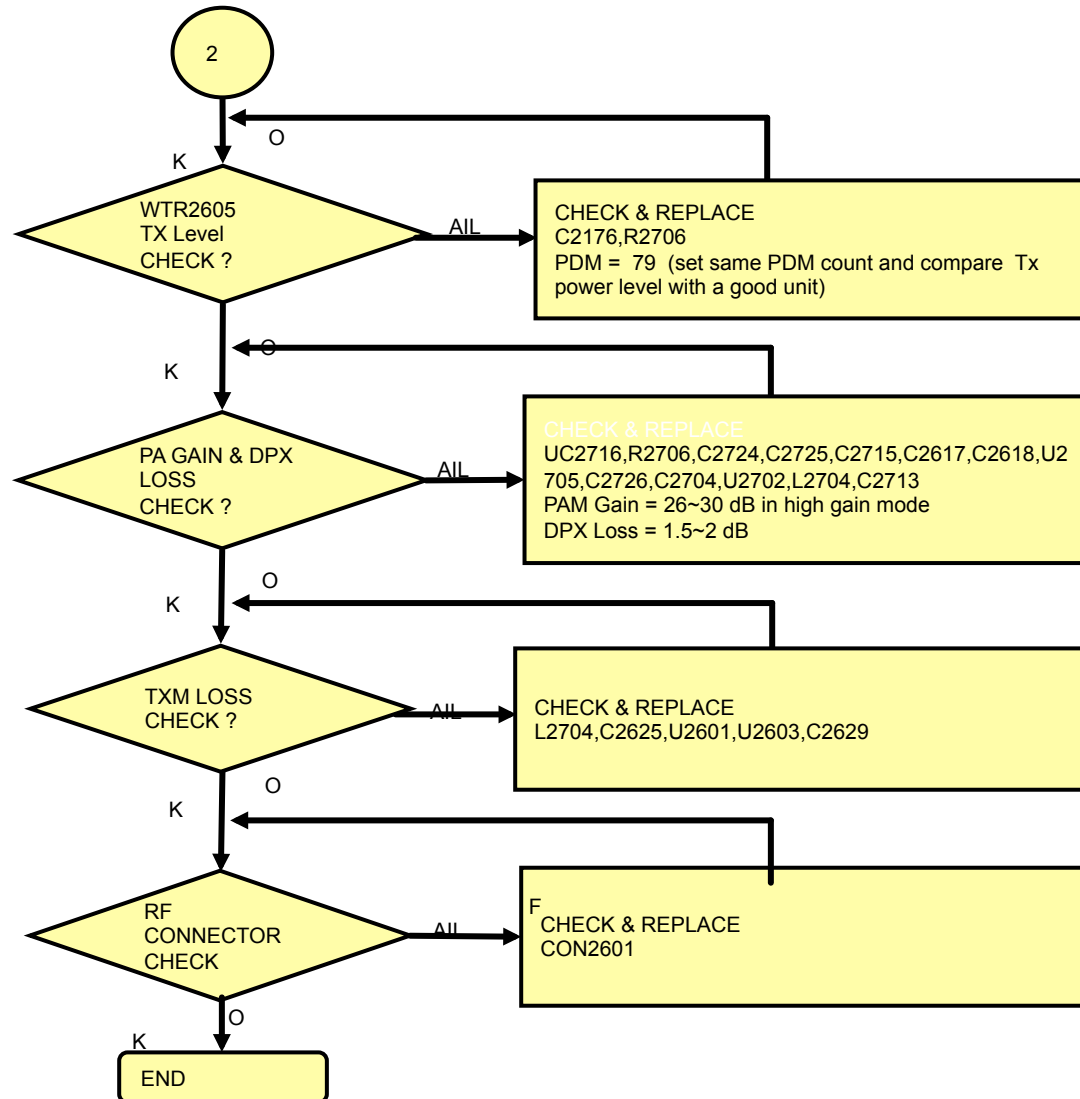 2
O
K
WTR2605
TX Level
CHECK ?
AIL
CHECK & REPLACE
C2176,R2706
PDM = 79 (set same PDM count and compare Tx
power level with a good unit)
O
K
PA GAIN & DPX
LOSS
CHECK ?
AIL
CHECK & REPLACE
UC2716,R2706,C2724,C2725,C2715,C2617,C2618,U2
705,C2726,C2704,U2702,L2704,C2713
PAM Gain = 26~30 dB in high gain mode
DPX Loss = 1.5~2 dB
O
K
TXM LOSS
CHECK ?
AIL
CHECK & REPLACE
L2704,C2625,U2601,U2603,C2629
O
K
RF
CONNECTOR
CHECK
AIL
F
CHECK & REPLACE
CON2601
O
K
END